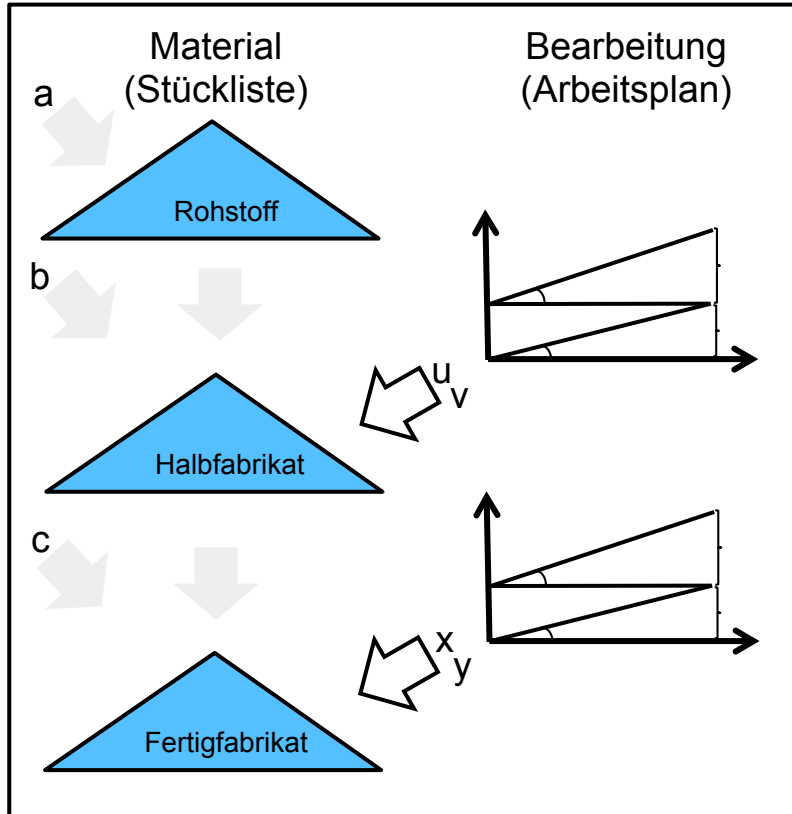 Material
(Stückliste)
Bearbeitung
(Arbeitsplan)
a
Rohstoff
b
u
v
Halbfabrikat
c
x
y
Fertigfabrikat